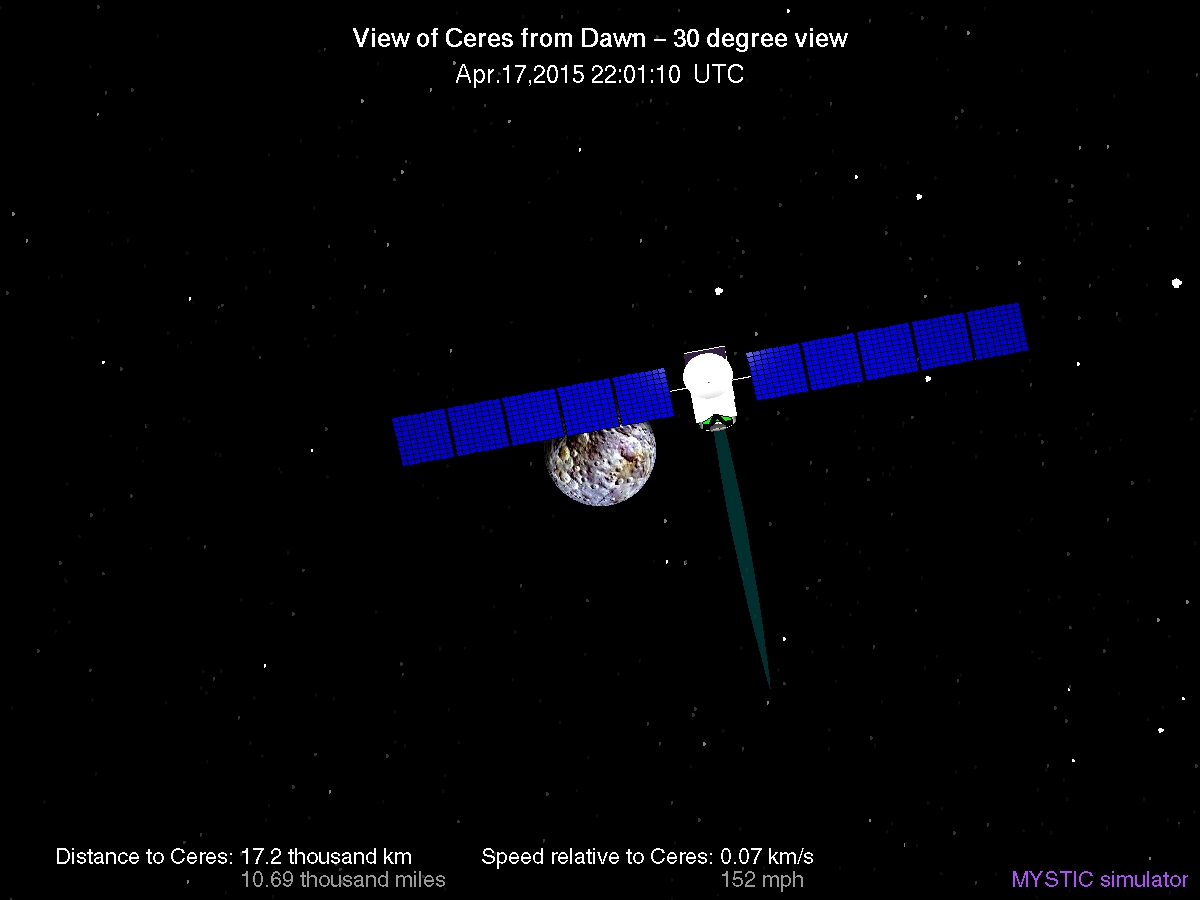 View of Ceres from Dawn – 30 degree view
Apr.17,2015 22:01:10 UTC
Distance to Ceres: 17.2 thousand km
10.69 thousand miles
Speed relative to Ceres: 0.07 km/s
152 mph
MYSTIC simulator